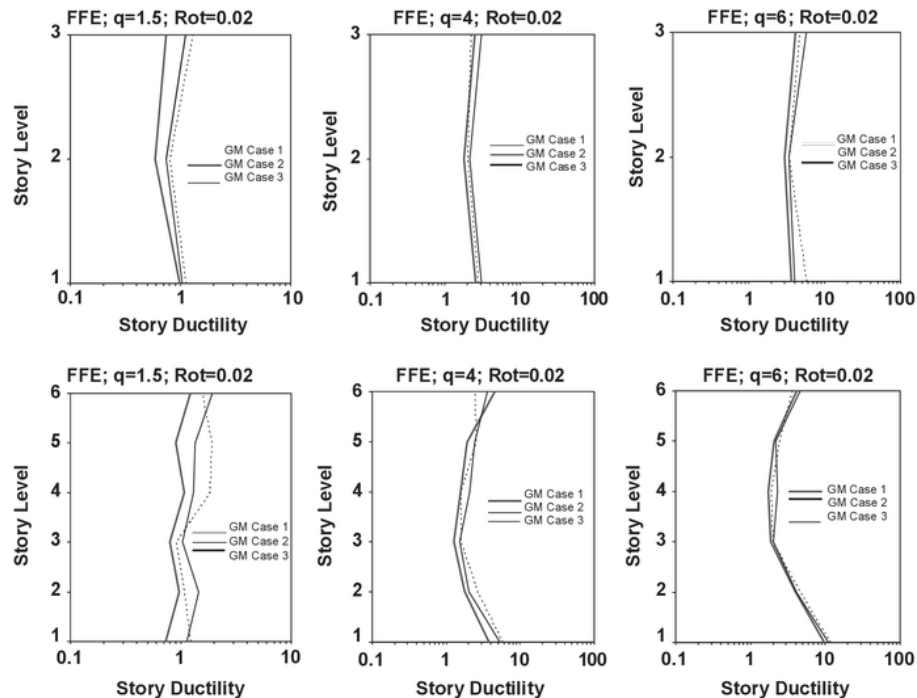 FFE; q=1.5; Rot=0.02
3
2
1
Story Level
GM Case 1
GM Case 2
GM Case 3
0.1 1 10
Story Ductility
FFE; q=4; Rot=0.02
3
2
1
Story Level
GM Case 1
GM Case 2
GM Case 3
0.1 1 10 100
Story Ductility
FFE; q=6; Rot=0.02
3
2
1
Story Level
GM Case 1
GM Case 2
GM Case 3
0.1 1 10 100
Story Ductility
FFE; q=1.5; Rot=0.02
6
5
4
3
2
1
Story Level
GM Case 1
GM Case 2
GM Case 3
0.1 1 10
Story Ductility
FFE; q=4; Rot=0.02
6
5
4
3
2
1
Story Level
GM Case 1
GM Case 2
GM Case 3
0.1 1 10 100
Story Ductility
FFE; q=6; Rot=0.02
6
5
4
3
2
1
Story Level
GM Case 1
GM Case 2
GM Case 3
0.1 1 10 100
Story Ductility